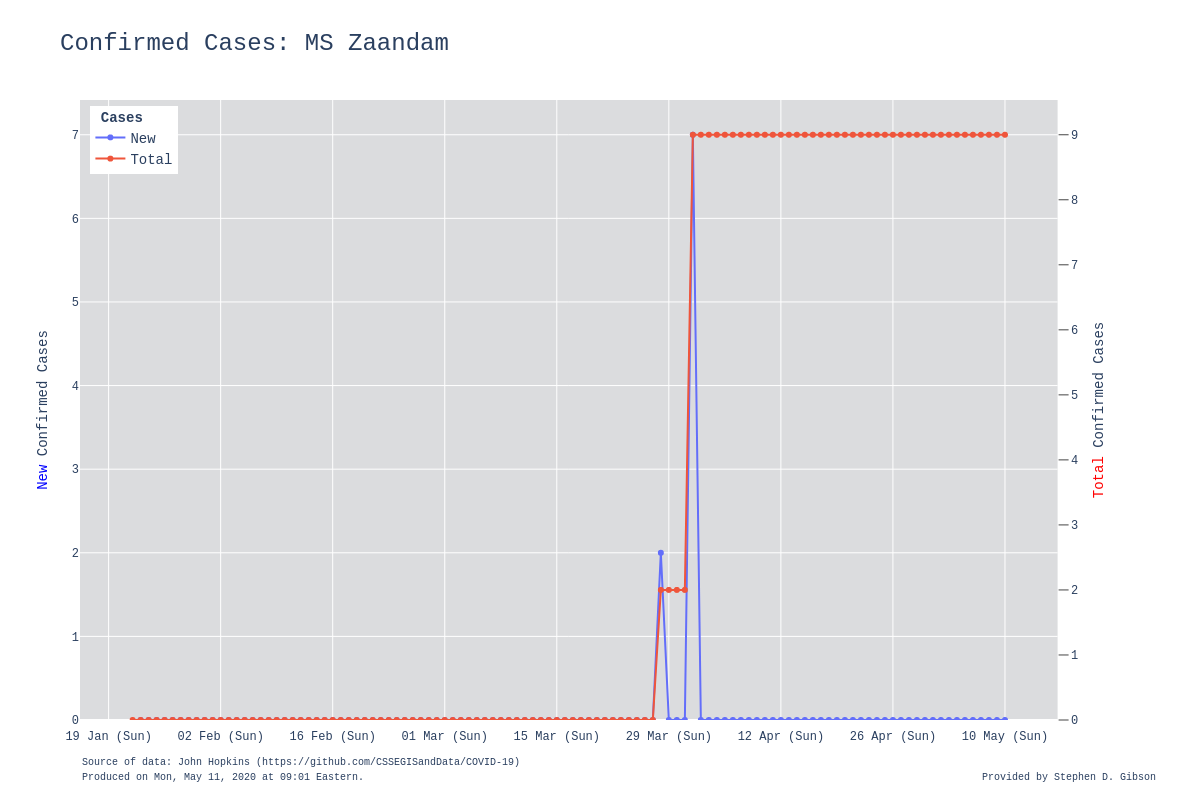 Confirmed Cases: MS Zaandam
Cases
New
Total
7
6
5
4
3
2
1
0
New Confirmed Cases
9
8
7
6
5
4
3
2
1
0
Total Confirmed Cases
19 Jan (Sun) 02 Feb (Sun) 16 Feb (Sun) 01 Mar (Sun) 15 Mar (Sun) 29 Mar (Sun) 12 Apr (Sun) 26 Apr (Sun) 10 May (Sun)
Source of data: John Hopkins (https://github.com/CSSEGISandData/COVID-19)
Produced on Mon, May 11, 2020 at 09:01 Eastern.
Provided by Stephen D. Gibson